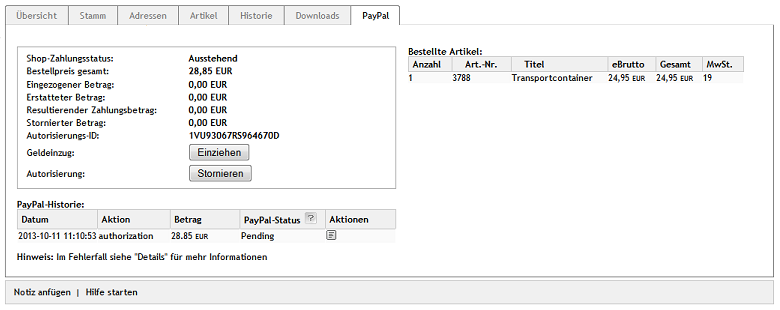 Übersicht Stamm Adressen Artikel Historie Downloads PayPal
Shop-Zahlungsstatus: Ausstehend
Bestellpreis gesamt: 28,85 EUR
Eingezogener Betrag: 0,00 EUR
Erstatteter Betrag: 0,00 EUR
Resultierender Zahlungsbetrag: 0,00 EUR
Stornierter Betrag: 0,00 EUR
Autorisierungs-ID: 1VU93067RS964670D
Geldeinzug: Einziehen
Autorisierung: Stornieren
PayPal-Historie:
Datum Aktion Betrag PayPal-Status ? Aktionen
2013-10-11 11:10:53 authorization 28.85 EUR Pending
Hinweis: Im Fehlerfall siehe "Details" für mehr Informationen
Bestellte Artikel:
Anzahl Art.-Nr. Titel eBrutto Gesamt MwSt.
1 3788 Transportcontainer 24,95 EUR 24,95 EUR 19
Notiz anfügen | Hilfe starten